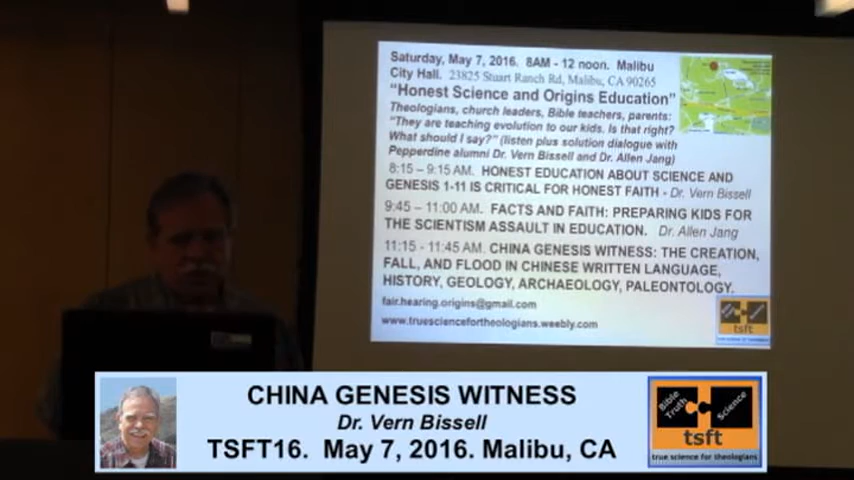 Saturday, May 7, 2016. 8AM - 12 noon. Malibu
City Hall. 23825 Stuart Ranch Rd, Malibu, CA 90265
"Honest Science and Origins Education"
Theologians, church leaders, Bible teachers, parents:
"They are teaching evolution to our kids. Is that right?
What should I say?" (listen plus solution dialogue with
Pepperdine alumni Dr. Vern Bissell and Dr. Allen Jang)
8:15 – 9:15 AM. HONEST EDUCATION ABOUT SCIENCE AND
GENESIS 1-11 IS CRITICAL FOR HONEST FAITH - Dr. Vern Bissell
9:45 – 11:00 AM. FACTS AND FAITH: PREPARING KIDS FOR
THE SCIENTISM ASSAULT IN EDUCATION. Dr. Allen Jang
11:15 - 11:45 AM. CHINA GENESIS WITNESS: THE CREATION,
FALL, AND FLOOD IN CHINESE WRITTEN LANGUAGE,
HISTORY, GEOLOGY, ARCHAEOLOGY, PALEONTOLOGY.
fair.hearing.origins@gmail.com
www.truesciencefortheologians.weebly.com
tsft
CHINA GENESIS WITNESS
Dr. Vern Bissell
TSFT16. May 7, 2016. Malibu, CA
Bible
Truth
Science
tsft
true science for theologians